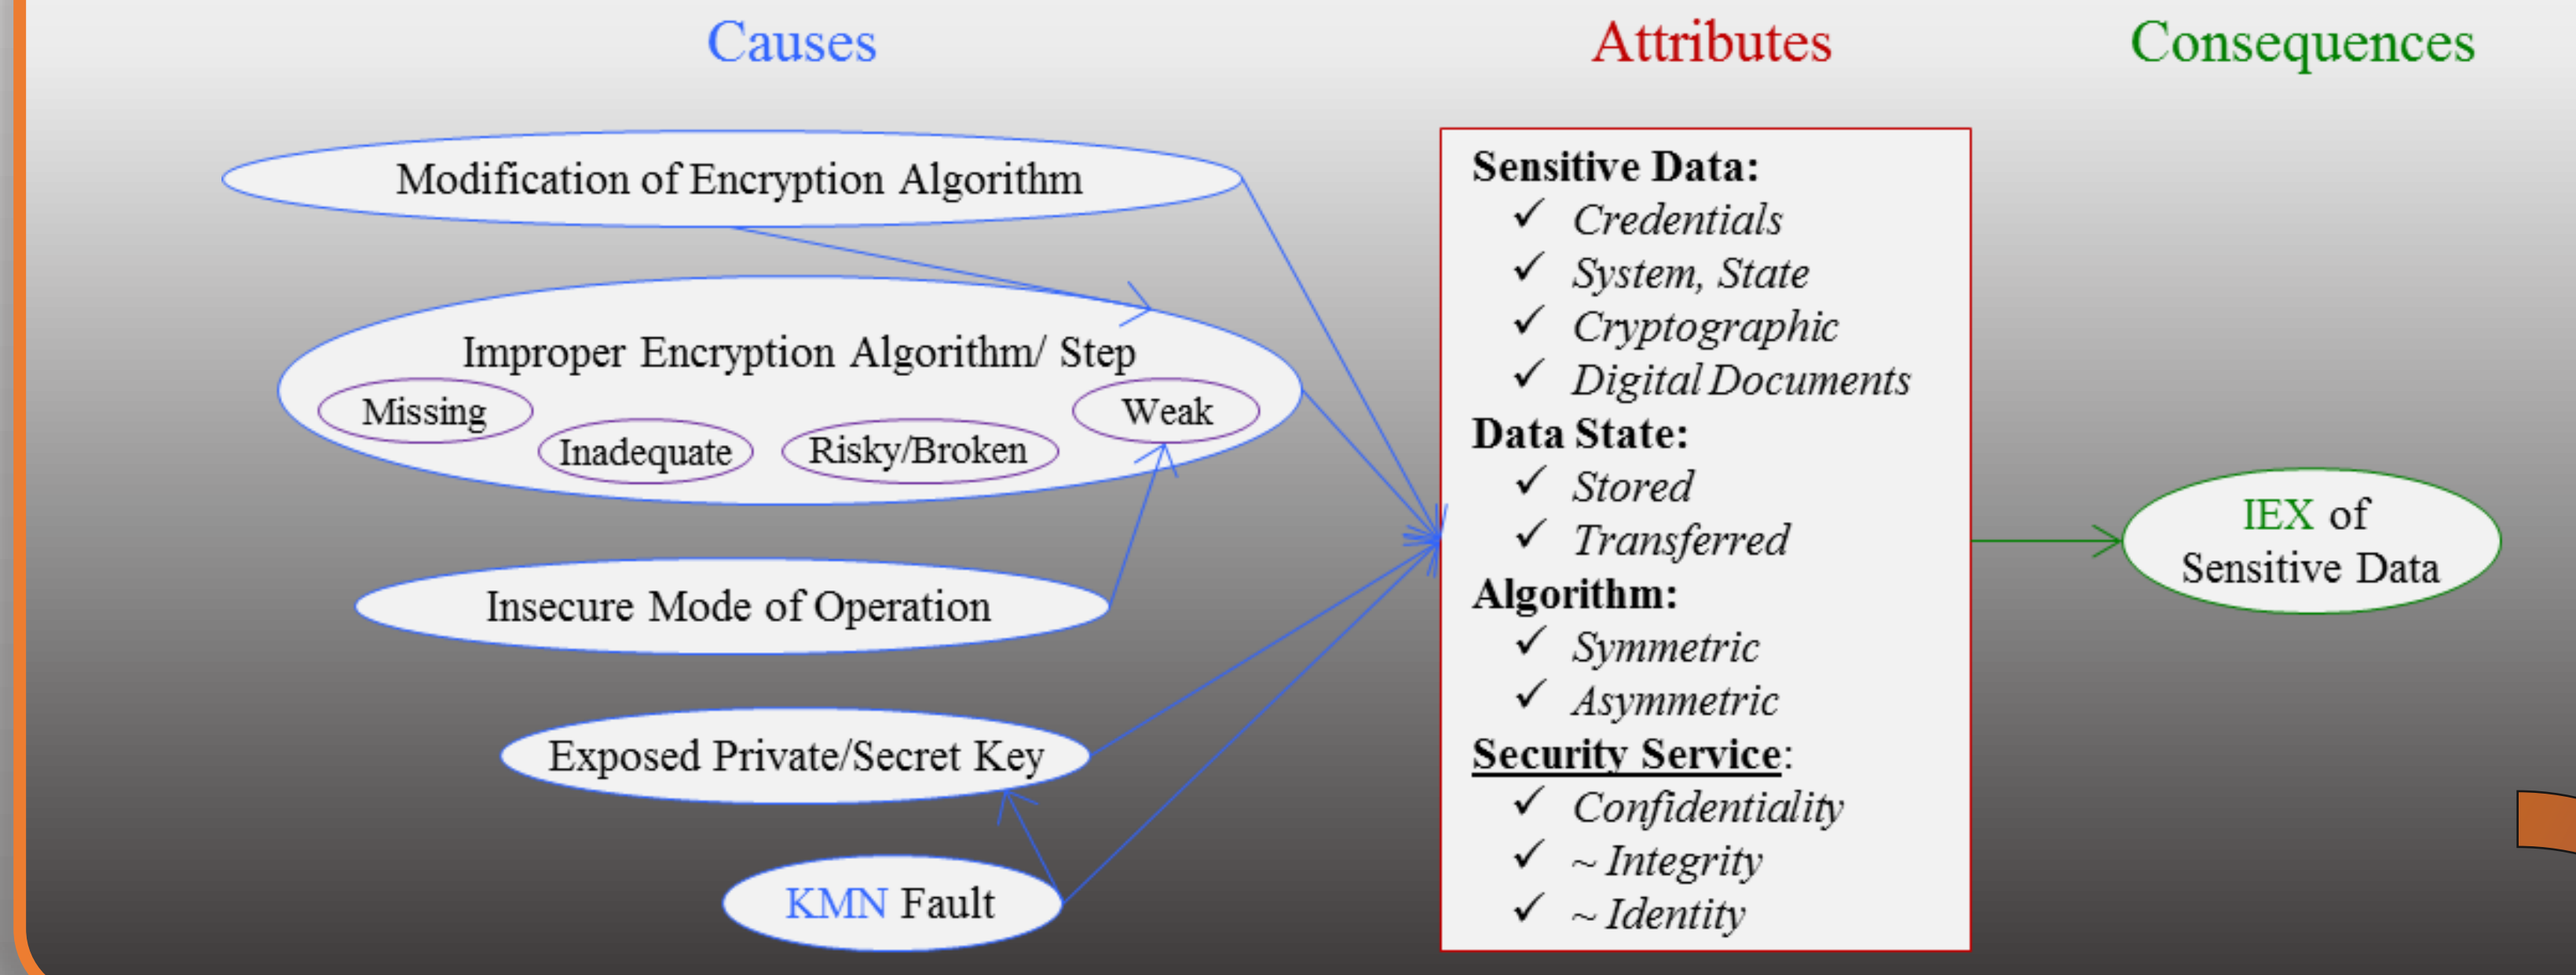 Causes
Attributes
Consequences
Modification of Encryption Algorithm
Improper Encryption Algorithm/ Step
Missing
Inadequate
Risky/Broken
Weak
Insecure Mode of Operation
Exposed Private/Secret Key
KMN Fault
Sensitive Data:
✓ Credentials
✓ System, State
✓ Cryptographic
✓ Digital Documents
Data State:
✓ Stored
✓ Transferred
Algorithm:
✓ Symmetric
✓ Asymmetric
Security Service:
✓ Confidentiality
✓ ~ Integrity
✓ ~ Identity
IEX of
Sensitive Data